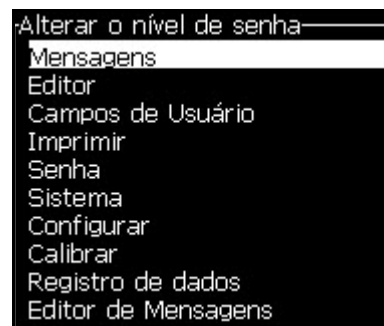 Alterar o nível de senha
Mensagens
Editor
Campos de Usuário
Imprimir
Senha
Sistema
Configurar
Calibrar
Registro de dados
Editor de Mensagens